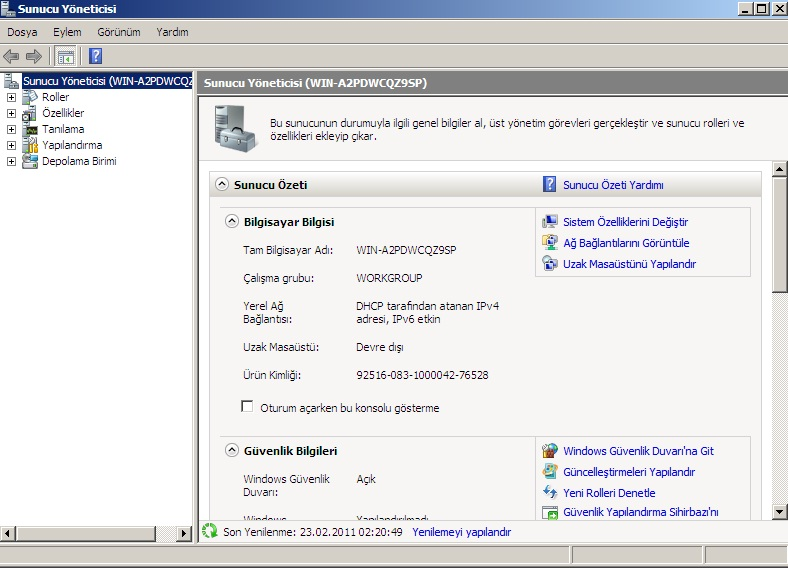 Sunucu Yöneticisi
Dosya Eylem Görünüm Yardım
Sunucu Yöneticisi (WIN-A2PDWCQZ
Roller
Özellikler
Tanılama
Yapılandırma
Depolama Birimi
Sunucu Yöneticisi (WIN-A2PDWCQZ9SP)
Bu sunucunun durumuyla ilgili genel bilgiler al, üst yönetim görevleri gerçekleştir ve sunucu rolleri ve
özellikleri ekleyip çıkar.
Sunucu Özeti
Sunucu Özeti Yardımı
Bilgisayar Bilgisi
Tam Bilgisayar Adı: WIN-A2PDWCQZ9SP
Çalışma grubu: WORKGROUP
Yerel Ağ
Bağlantısı:
DHCP tarafından atanan IPv4
adresi, IPv6 etkin
Uzak Masaüstü: Devre dışı
Ürün Kimliği: 92516-083-1000042-76528
Oturum açarken bu konsolu gösterme
Sistem Özelliklerini Değiştir
Ağ Bağlantılarını Görüntüle
Uzak Masaüstünü Yapılandır
Güvenlik Bilgileri
Windows Güvenlik
Duvarı:
Açık
Windows Yapılandırılmadı
Windows Güvenlik Duvarı'na Git
Güncelleştirmeleri Yapılandır
Yeni Rolleri Denetle
Güvenlik Yapılandırma Sihirbazı'nı
Son Yenilenme: 23.02.2011 02:20:49 Yenilemeyi yapılandır